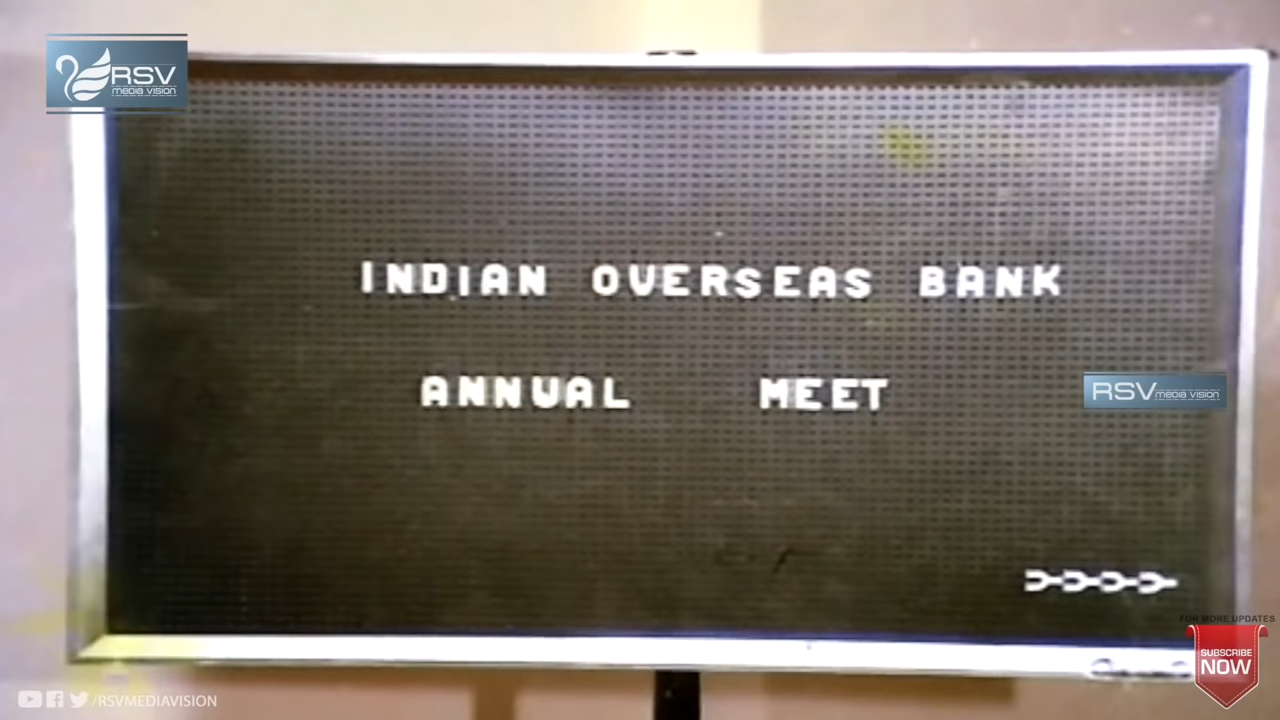 RSV
media vision
INDIAN OVERSEAS BANK
ANNUAL MEET
RSV media vision
FOR MORE UPDATES
SUBSCRIBE
NOW
/RSVMEDIAVISION